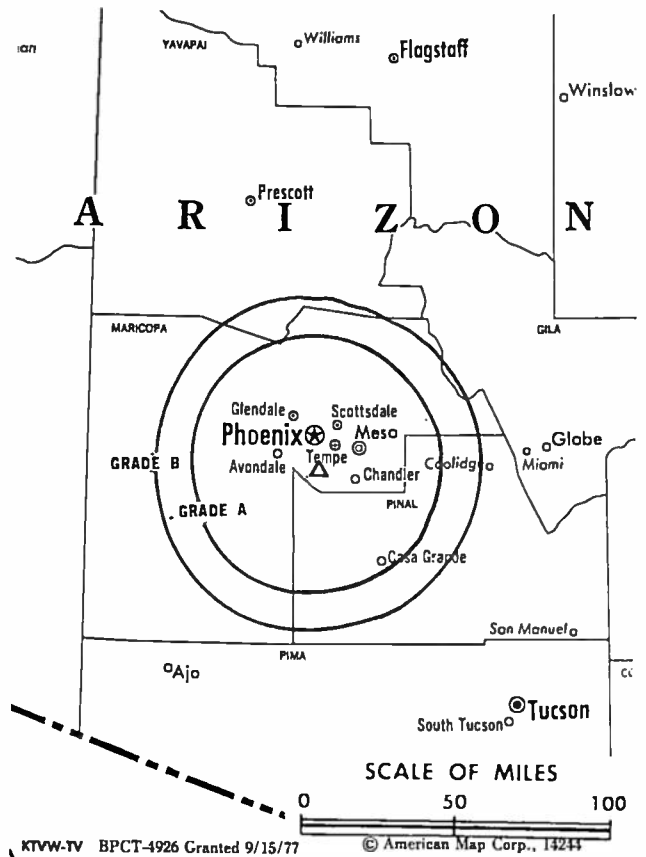 YAVAPAI
Williams
Flagstaff
Winslow
Prescott
A R I Z O N
MARICOPA
GILA
Glendale
Scottsdale
Phoenix
Mesa
Tempe
Globe
GRADE B
Avondale
Chandler
Coolidge
Miami
GRADE A
PINAL
Casa Grande
San Manuel
PIMA
Ajo
Tucson
South Tucson
SCALE OF MILES
0 50 100
KTVW-TV BPCT-4926 Granted 9/15/77 © American Map Corp., 14244